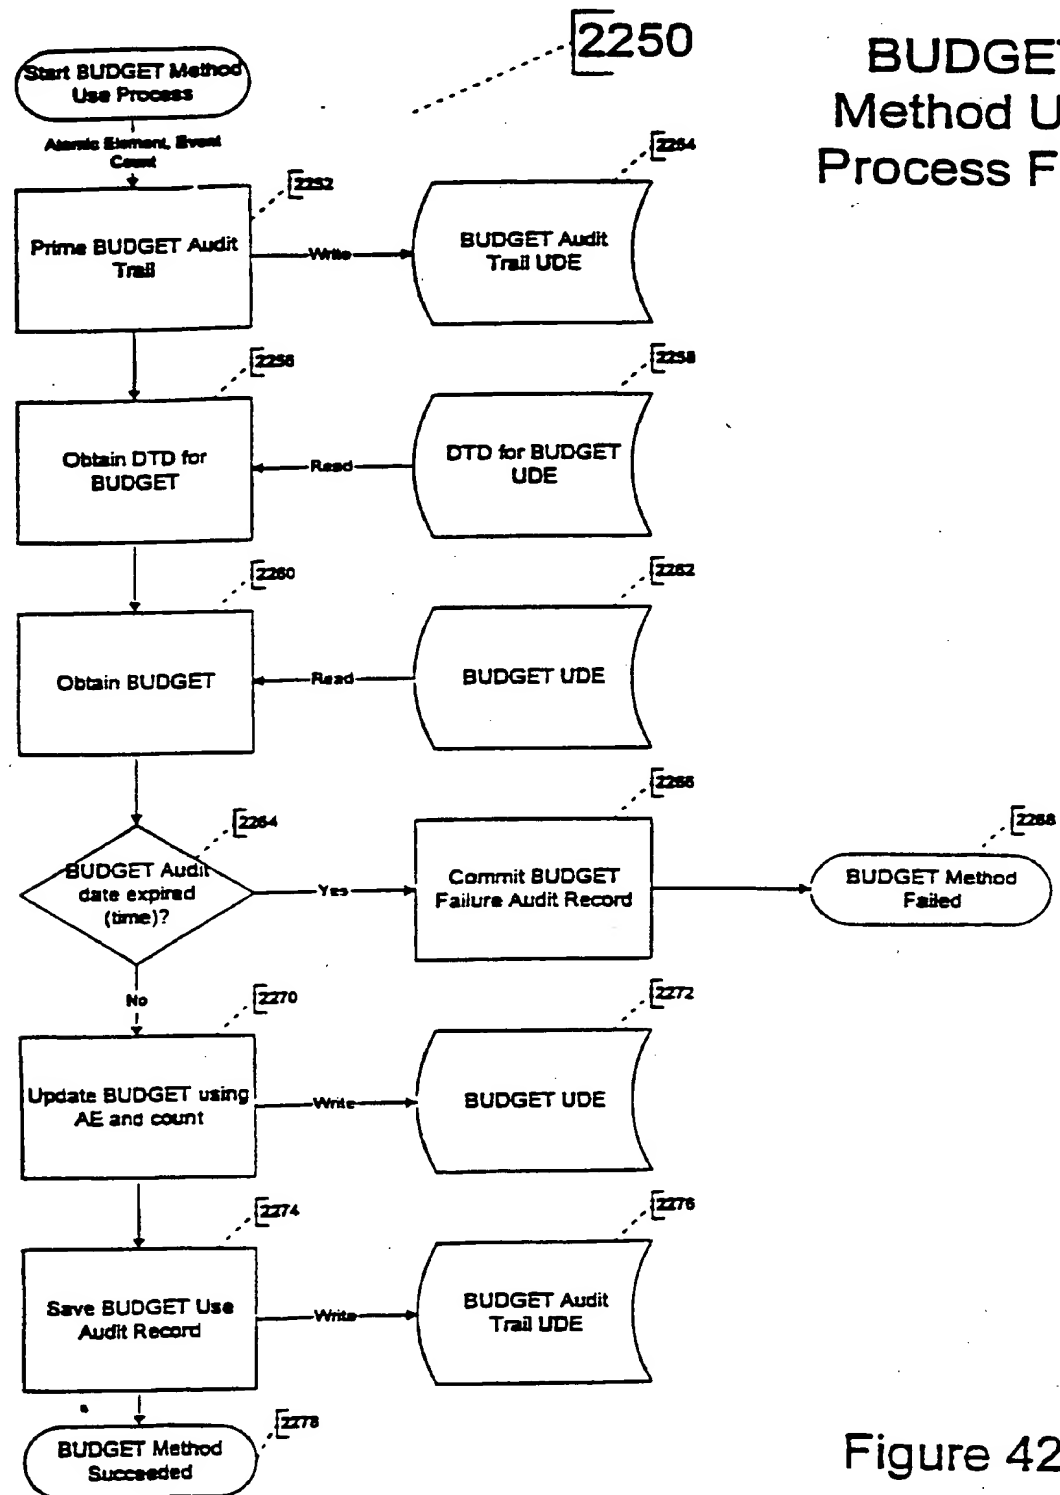 2250
BUDGET
Method U
Process F
Start BUDGET Method
Use Process
Atomic Element, Event
Count
2252
2254
Prime BUDGET Audit
Trail
Write
BUDGET Audit
Trail UDE
2256
2258
Obtain DTD for
BUDGET
Read
DTD for BUDGET
UDE
2260
2262
Obtain BUDGET
Read
BUDGET UDE
2264
2266
2268
BUDGET Audit
date expired
(time)?
Yes
Commit BUDGET
Failure Audit Record
BUDGET Method
Failed
No
2270
2272
Update BUDGET using
AE and count
Write
BUDGET UDE
2274
2276
Save BUDGET Use
Audit Record
Write
BUDGET Audit
Trail UDE
2278
BUDGET Method
Succeeded
Figure 42